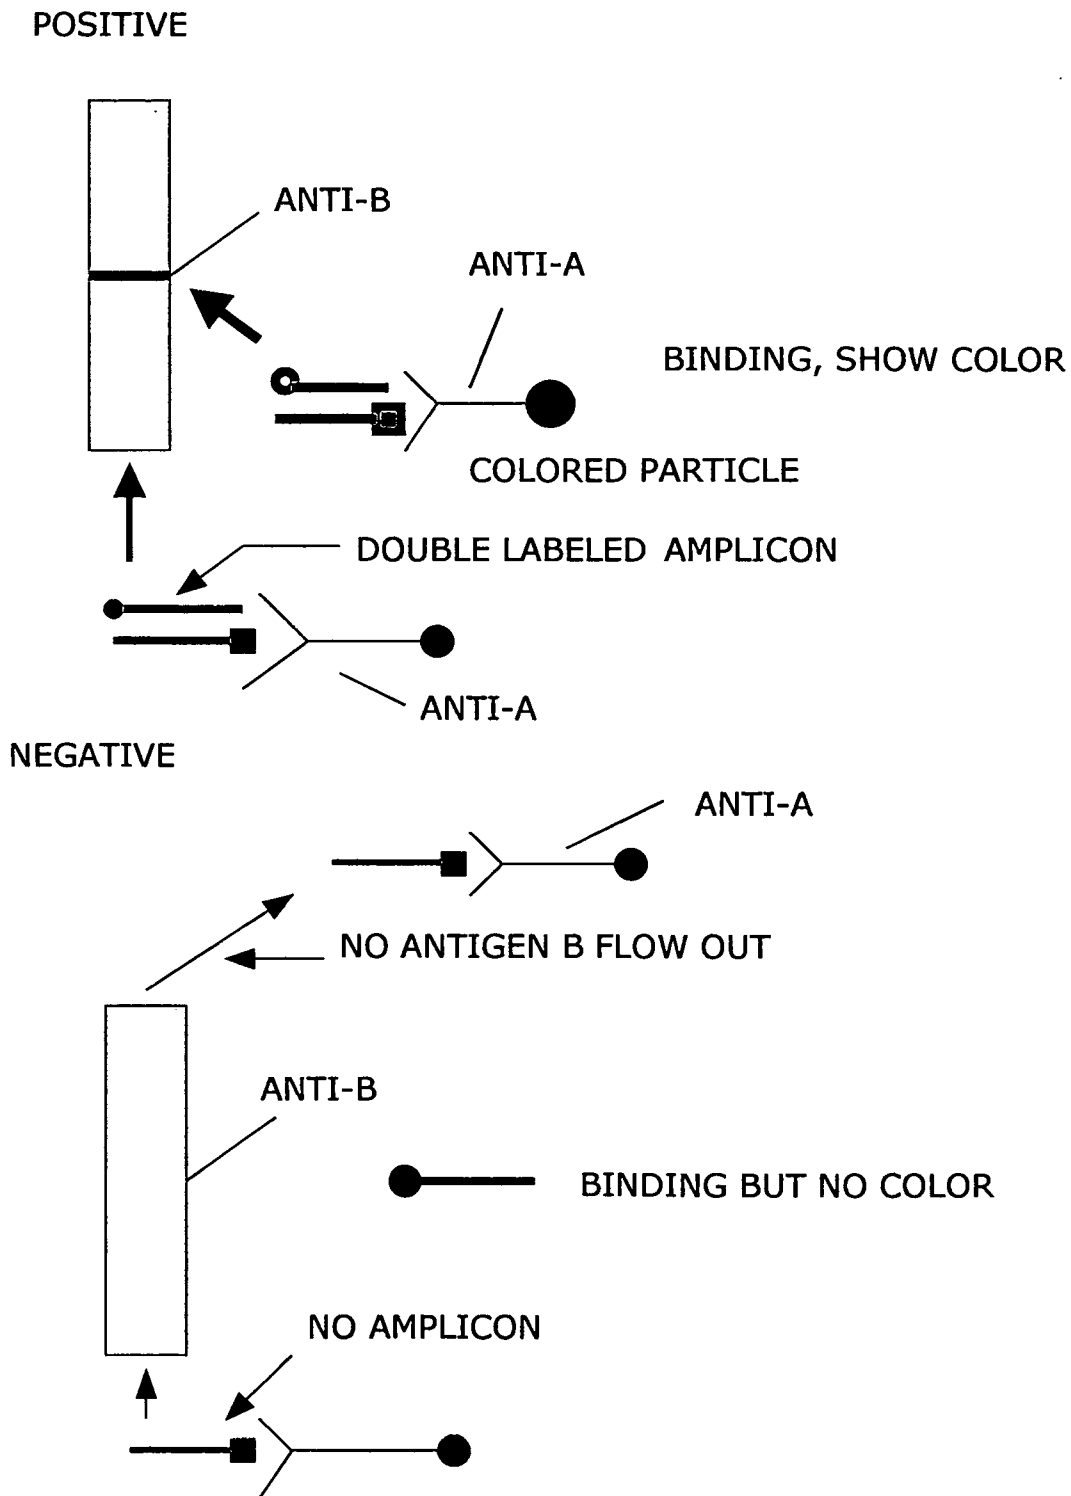 POSITIVE
ANTI-B
ANTI-A
BINDING, SHOW COLOR
COLORED PARTICLE
DOUBLE LABELED AMPLICON
ANTI-A
NEGATIVE
ANTI-A
NO ANTIGEN B FLOW OUT
ANTI-B
BINDING BUT NO COLOR
NO AMPLICON